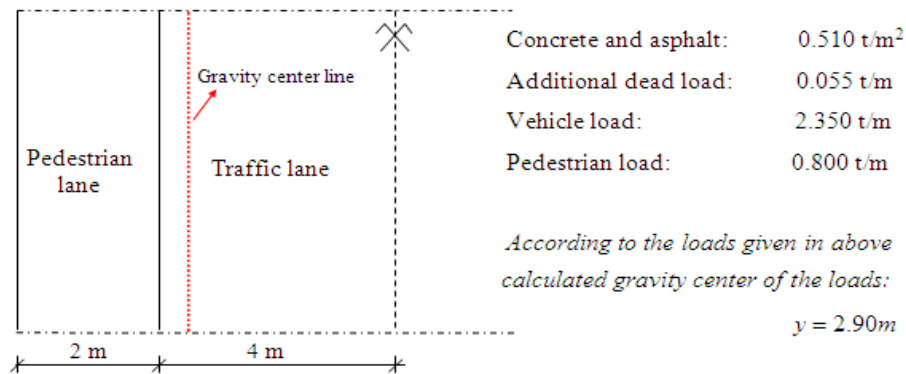 Gravity center line
Pedestrian
lane
Traffic lane
2 m
4 m
Concrete and asphalt: 0.510 t/m²
Additional dead load: 0.055 t/m
Vehicle load: 2.350 t/m
Pedestrian load: 0.800 t/m
According to the loads given in above
calculated gravity center of the loads:
y = 2.90m